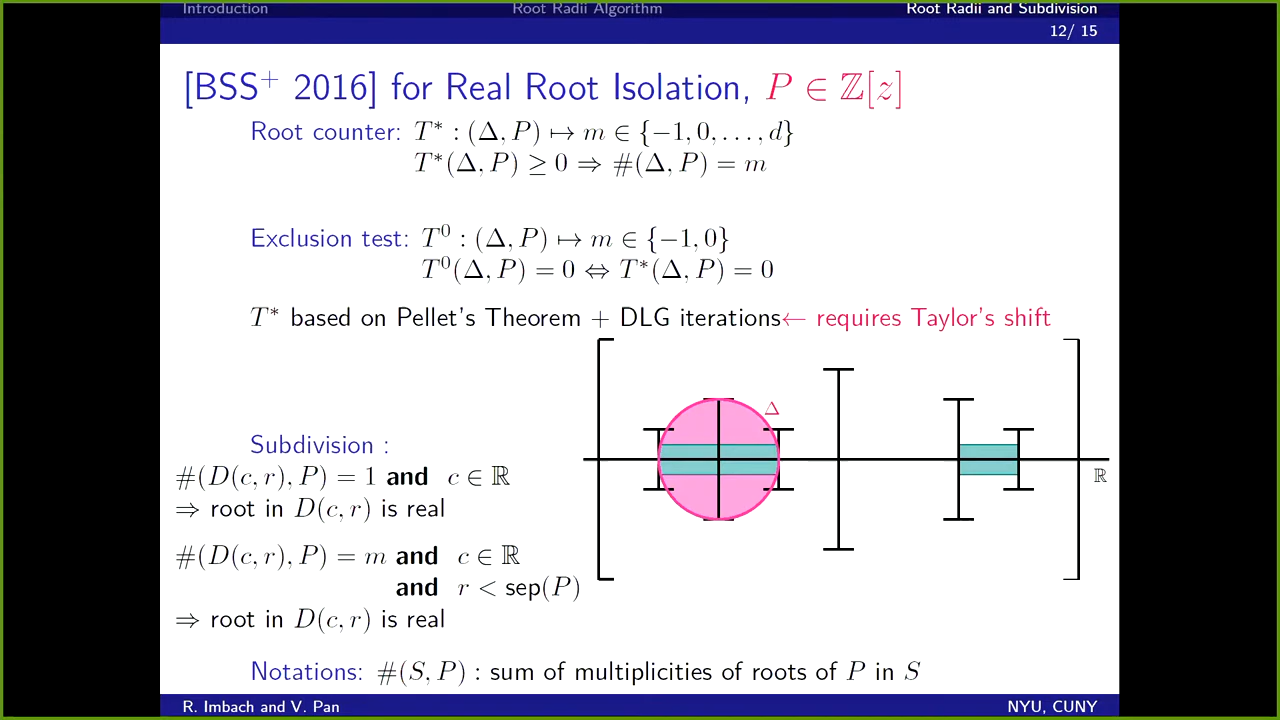 Introduction Root Radii Algorithm Root Radii and Subdivision
12/ 15
[BSS⁺ 2016] for Real Root Isolation, P ∈ ℤ[z]
Root counter: T* : (Δ, P) ↦ m ∈ {−1, 0, . . . , d}
T*(Δ, P) ≥ 0 ⇒ #(Δ, P) = m
Exclusion test: T⁰ : (Δ, P) ↦ m ∈ {−1, 0}
T⁰(Δ, P) = 0 ⇔ T*(Δ, P) = 0
T* based on Pellet's Theorem + DLG iterations← requires Taylor's shift
Δ
ℝ
Subdivision :
#(D(c, r), P) = 1 and c ∈ ℝ
⇒ root in D(c, r) is real
#(D(c, r), P) = m and c ∈ ℝ
and r < sep(P)
⇒ root in D(c, r) is real
Notations: #(S, P) : sum of multiplicities of roots of P in S
R. Imbach and V. Pan NYU, CUNY